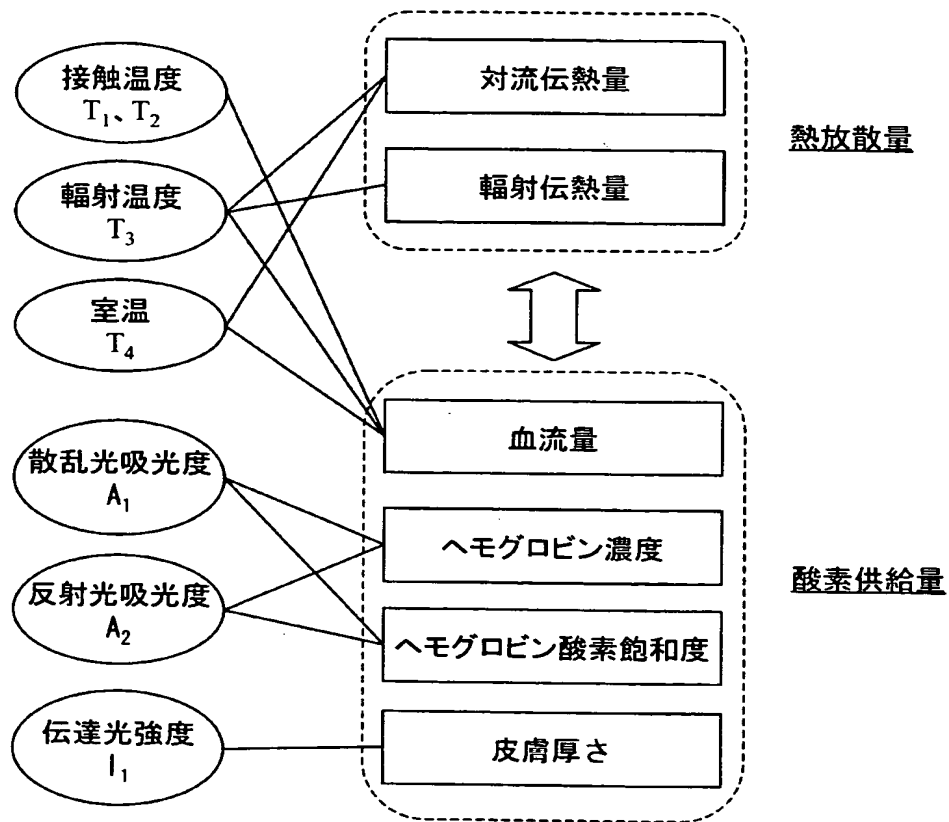 接触温度
T1、T2
輻射温度
T3
室温
T4
散乱光吸光度
A1
反射光吸光度
A2
伝達光強度
I1
対流伝熱量
輻射伝熱量
熱放散量
血流量
ヘモグロビン濃度
ヘモグロビン酸素飽和度
皮膚厚さ
酸素供給量